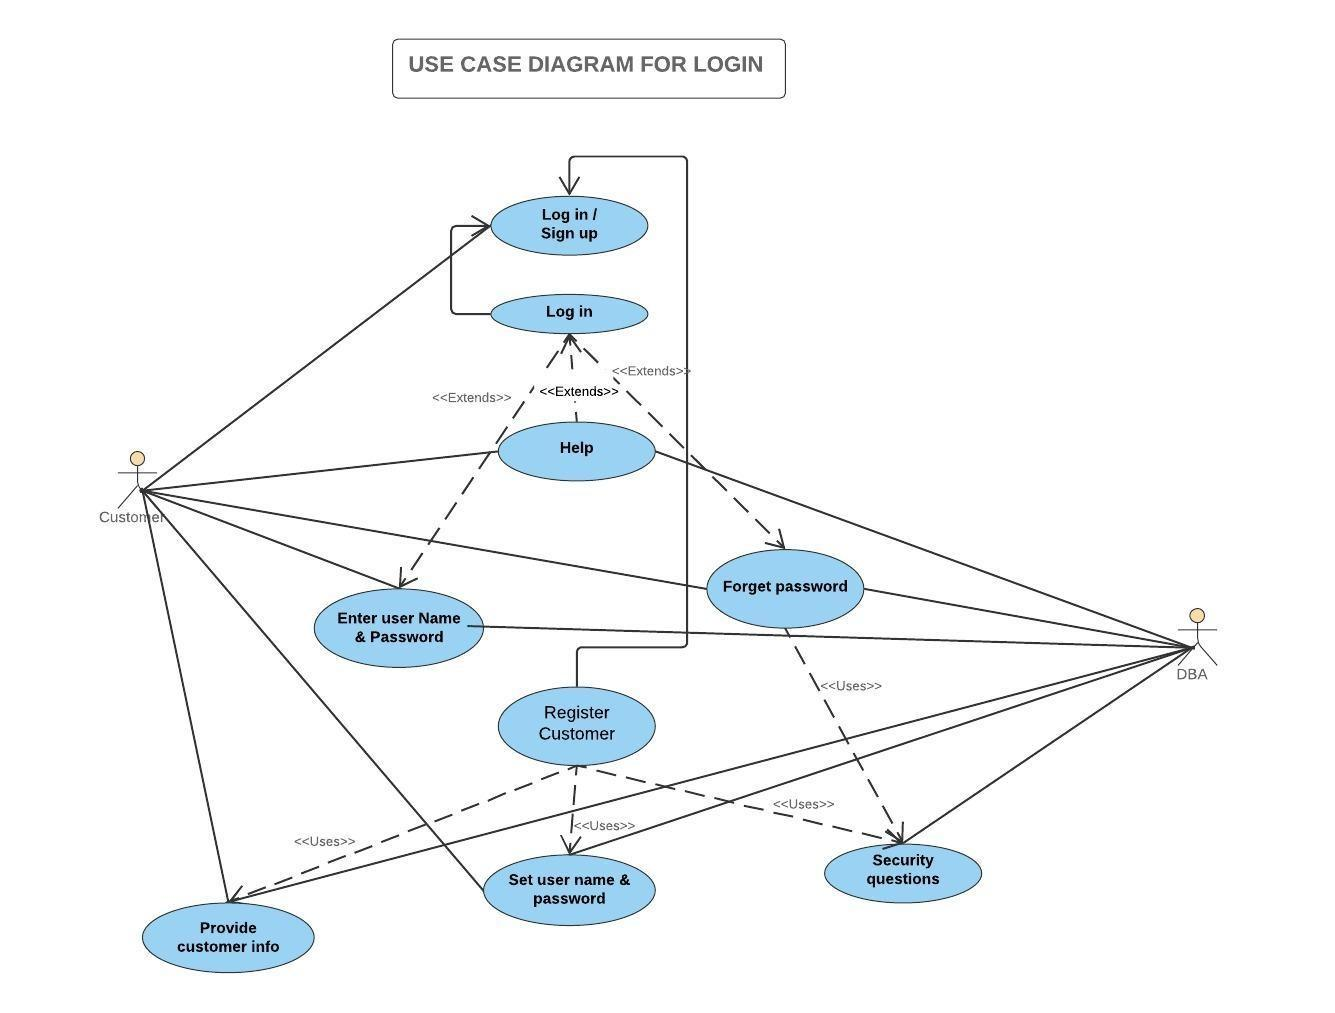 USE CASE DIAGRAM FOR LOGIN
Log in /
Sign up
Log in
<<Extends>>
<<Extends>>
<<Extends>>
Help
Customer
Forget password
Enter user Name
& Password
DBA
<<Uses>>
Register
Customer
<<Uses>>
<<Uses>>
<<Uses>>
Security
questions
Set user name &
password
Provide
customer info